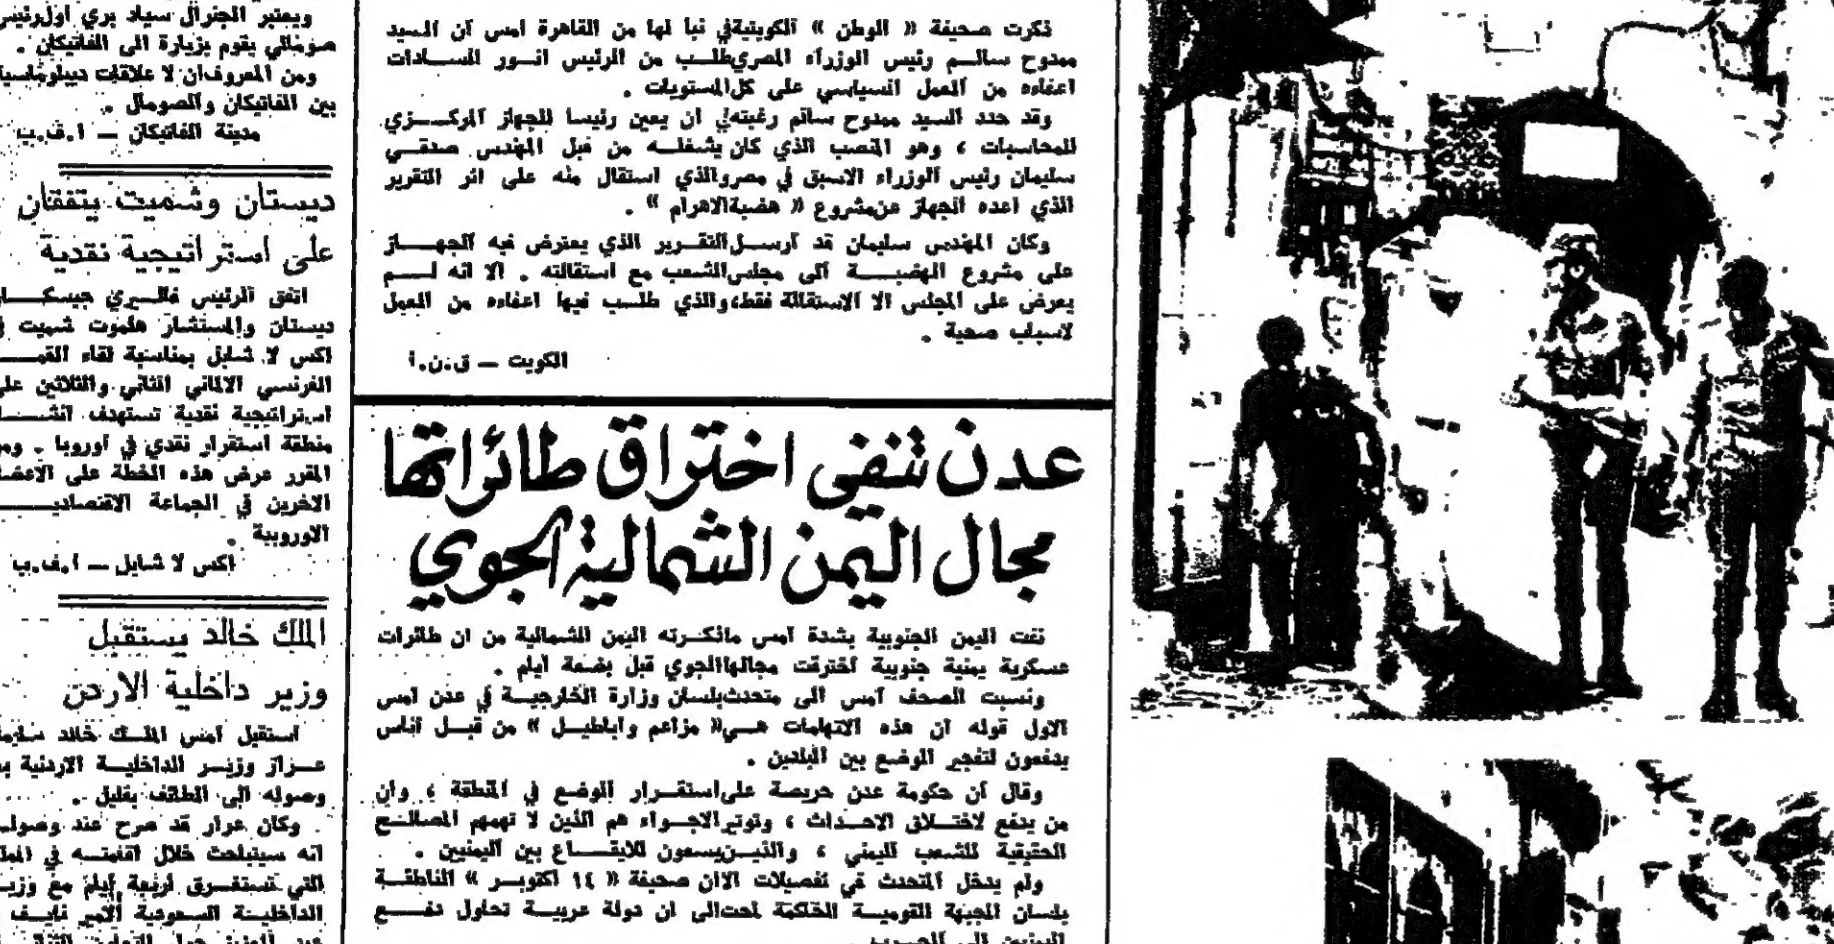 ذكرت صحيفة « الوطن » الكويتية في نبأ لها من القاهرة امس ان السيد
ممدوح سالم رئيس الوزراء المصري طلب من الرئيس انور السادات
اعفاءه من العمل السياسي على كل المستويات .
وقد حدد السيد ممدوح سالم رغبته في ان يعين رئيسا للجهاز المركزي
للمحاسبات ، وهو المنصب الذي كان يشغله من قبل المهندس صدقي
سليمان رئيس الوزراء الاسبق في مصر والذي استقال منه على اثر التقرير
الذي اعده الجهاز عن مشروع « هضبة الاهرام » .
وكان المهندس سليمان قد ارسل التقرير الذي يعترض فيه الجهاز
على مشروع الهضبة الى مجلس الشعب مع استقالته . الا انه لم
يعرض على المجلس الا الاستقالة فقط، والذي طلب فيها اعفاءه من العمل
لاسباب صحية .
الكويت — ق.ن.أ
عدن تنفي اختراق طائراتها
مجال اليمن الشمالية الجوي
نفت اليمن الجنوبية بشدة امس ماذكرته اليمن الشمالية من ان طائرات
عسكرية يمنية جنوبية اخترقت مجالها الجوي قبل بضعة ايام .
ونسبت الصحف امس الى متحدث بلسان وزارة الخارجية في عدن امس
الاول قوله ان هذه الاتهامات هي « مزاعم واباطيل » من قبل أناس
يدفعون لتفجير الوضع بين البلدين .
وقال ان حكومة عدن حريصة على استقرار الوضع في المنطقة ، وان
من يدفع لاختلاق الاحداث ، وتوتير الاجواء هم الذين لا تهمهم المصالح
الحقيقية للشعب اليمني ، والذين يسعون للايقاع بين اليمنيين .
ولم يدخل المتحدث في تفصيلات الا ان صحيفة « ١٤ اكتوبر » الناطقة
بلسان الجبهة القومية الحاكمة لمحت الى ان دولة عربية تحاول دفع
ويعتبر الجنرال سياد بري اول رئيس
صومالي يقوم بزيارة الى الفاتيكان .
ومن المعروف ان لا علاقات ديبلوماسية
بين الفاتيكان والصومال .
مدينة الفاتيكان — ا.ف.ب
ديستان وشميت يتفقان
على استراتيجية نقدية
اتفق الرئيس فاليري جيسكار
ديستان والمستشار هلموت شميت في
اكس لا شابل بمناسبة لقاء القمة
الفرنسي الالماني الثاني والثلاثين على
استراتيجية نقدية تستهدف انشاء
منطقة استقرار نقدي في اوروبا . ومن
المقرر عرض هذه الخطة على الاعضاء
الاخرين في الجماعة الاقتصادية
الاوروبية .
اكس لا شابل — أ.ف.ب
الملك خالد يستقبل
وزير داخلية الاردن
استقبل امس الملك خالد سليمان
عرار وزير الداخلية الاردنية بعد
وصوله الى الطائف بقليل .
وكان عرار قد صرح عند وصوله
انه سيتباحث خلال اقامته في
التي تستغرق اربعة ايام مع وزير
الداخلية السعودية الامير نايف